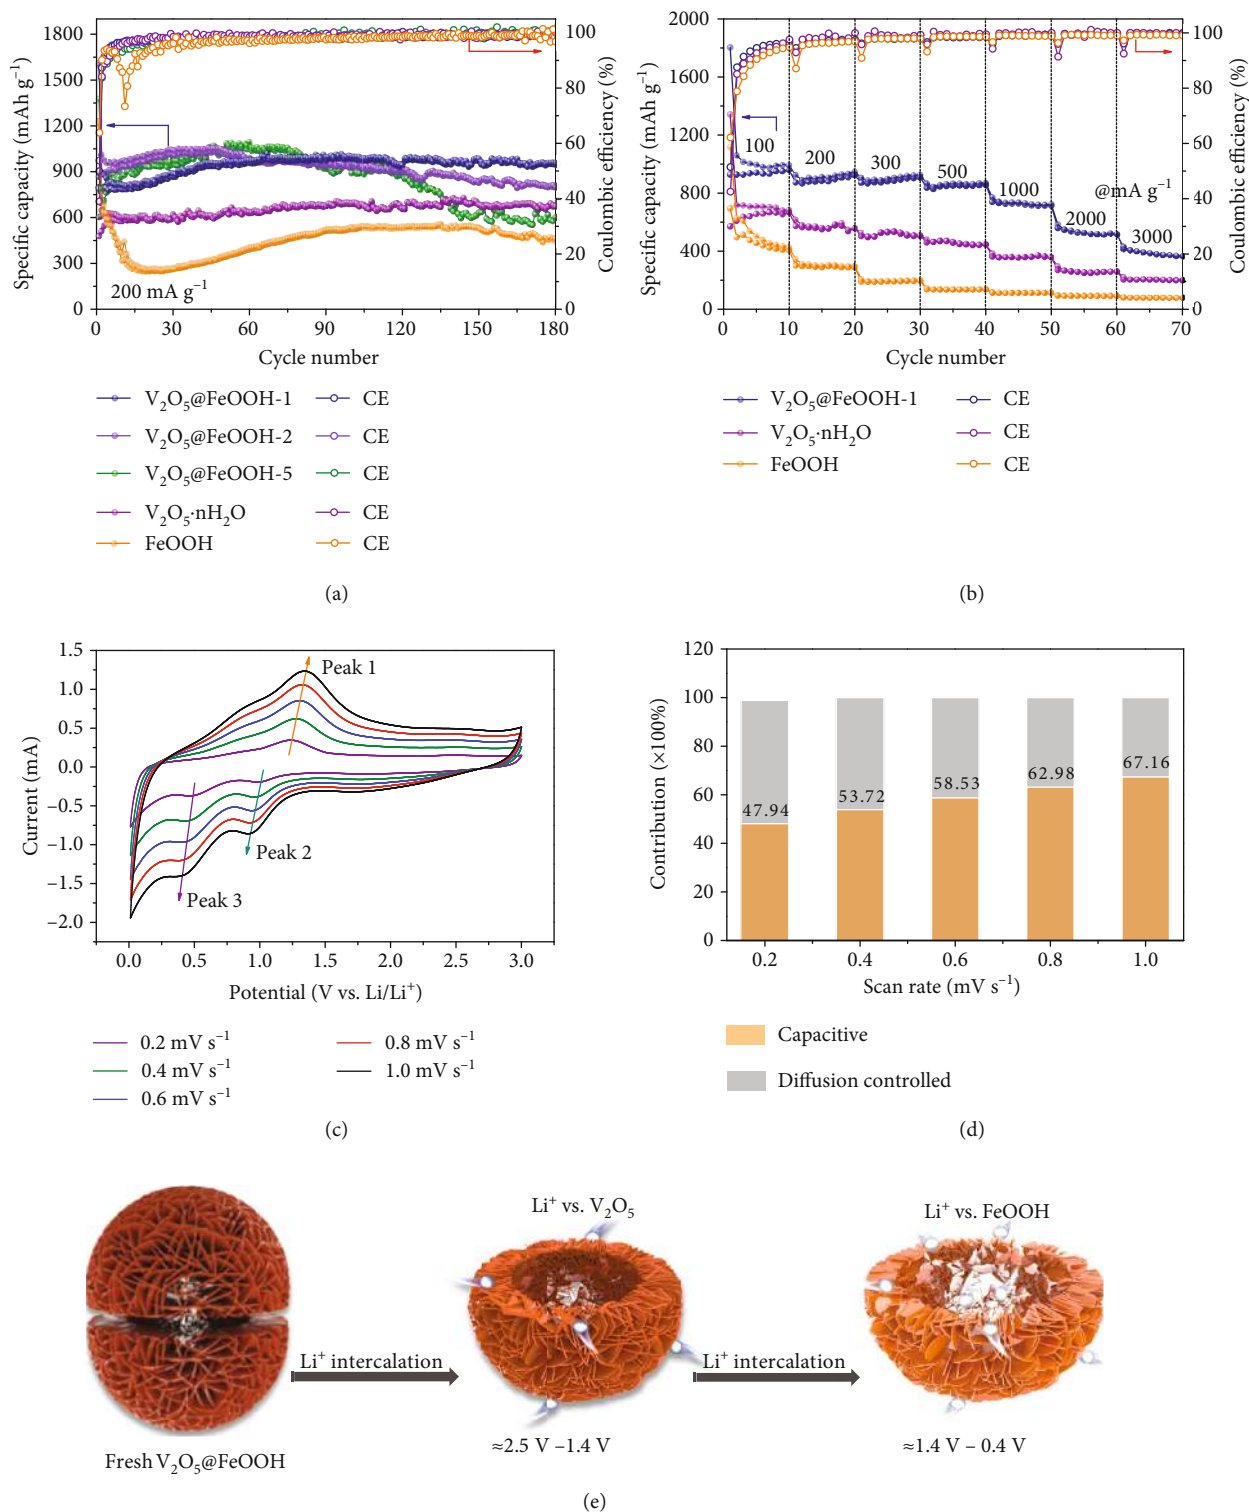 1800
1500
1200
900
600
300
0
Specific capacity (mAh g⁻¹)
100
80
60
40
20
0
Coulombic efficiency (%)
200 mA g⁻¹
0 30 60 90 120 150 180
Cycle number
V₂O₅@FeOOH-1 CE
V₂O₅@FeOOH-2 CE
V₂O₅@FeOOH-5 CE
V₂O₅·nH₂O CE
FeOOH CE
(a)
2000
1800
1600
1400
1200
1000
800
600
400
200
0
Specific capacity (mAh g⁻¹)
100
80
60
40
20
0
Coulombic efficiency (%)
100 200 300 500 1000 2000 3000
@mA g⁻¹
0 10 20 30 40 50 60 70
Cycle number
V₂O₅@FeOOH-1 CE
V₂O₅·nH₂O CE
FeOOH CE
(b)
1.5
1.0
0.5
0.0
−0.5
−1.0
−1.5
−2.0
Current (mA)
Peak 1
Peak 2
Peak 3
0.0 0.5 1.0 1.5 2.0 2.5 3.0
Potential (V vs. Li/Li⁺)
0.2 mV s⁻¹ 0.8 mV s⁻¹
0.4 mV s⁻¹ 1.0 mV s⁻¹
0.6 mV s⁻¹
(c)
120
100
80
60
40
20
0
Contribution (×100%)
47.94 53.72 58.53 62.98 67.16
0.2 0.4 0.6 0.8 1.0
Scan rate (mV s⁻¹)
Capacitive
Diffusion controlled
(d)
Li⁺ vs. V₂O₅ Li⁺ vs. FeOOH
Li⁺ intercalation Li⁺ intercalation
Fresh V₂O₅@FeOOH ≈2.5 V –1.4 V ≈1.4 V – 0.4 V
(e)